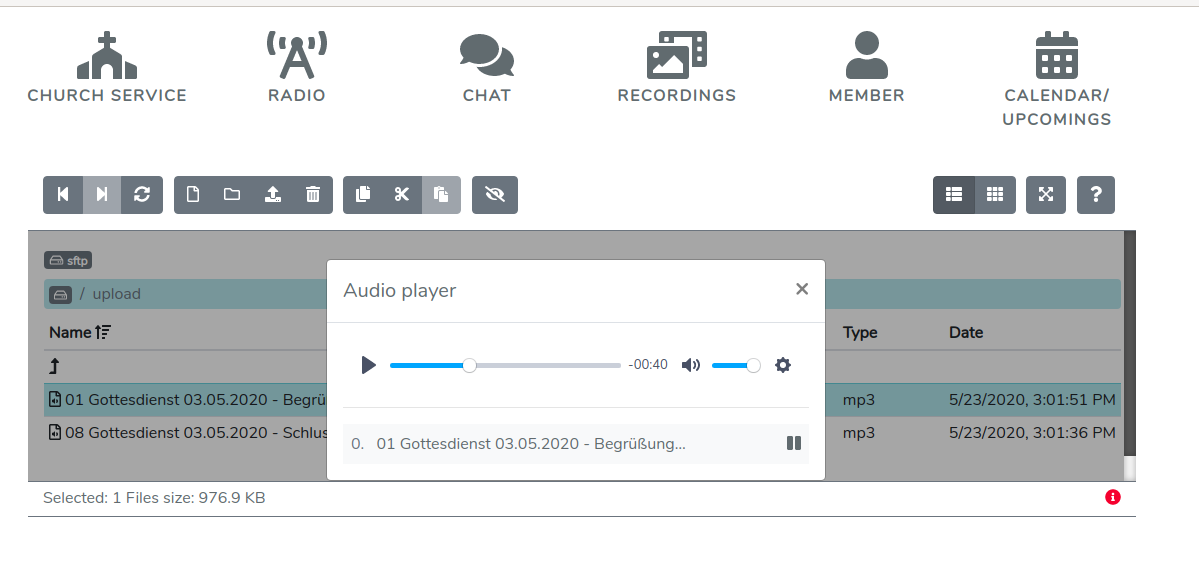 CHURCH SERVICE
RADIO
CHAT
RECORDINGS
MEMBER
CALENDAR/
UPCOMINGS
?
sftp
/ upload
Audio player
Name
Type
Date
-00:40
01 Gottesdienst 03.05.2020 - Begrü
mp3
5/23/2020, 3:01:51 PM
08 Gottesdienst 03.05.2020 - Schlus
mp3
5/23/2020, 3:01:36 PM
0. 01 Gottesdienst 03.05.2020 - Begrüßung...
Selected: 1 Files size: 976.9 KB